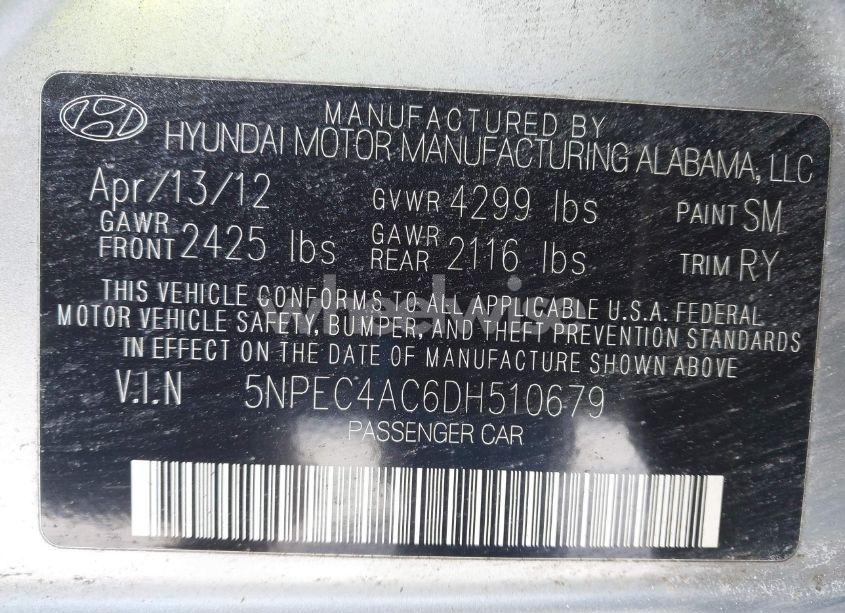 MANUFACTURED BY
HYUNDAI MOTOR MANUFACTURING ALABAMA, LLC
Apr/13/12 GVWR 4299 lbs PAINT SM
GAWR FRONT 2425 lbs GAWR REAR 2116 lbs TRIM RY
THIS VEHICLE CONFORMS TO ALL APPLICABLE U.S.A. FEDERAL
MOTOR VEHICLE SAFETY, BUMPER, AND THEFT PREVENTION STANDARDS
IN EFFECT ON THE DATE OF MANUFACTURE SHOWN ABOVE.
V.I.N 5NPEC4AC6DH510679
PASSENGER CAR
wheelwise